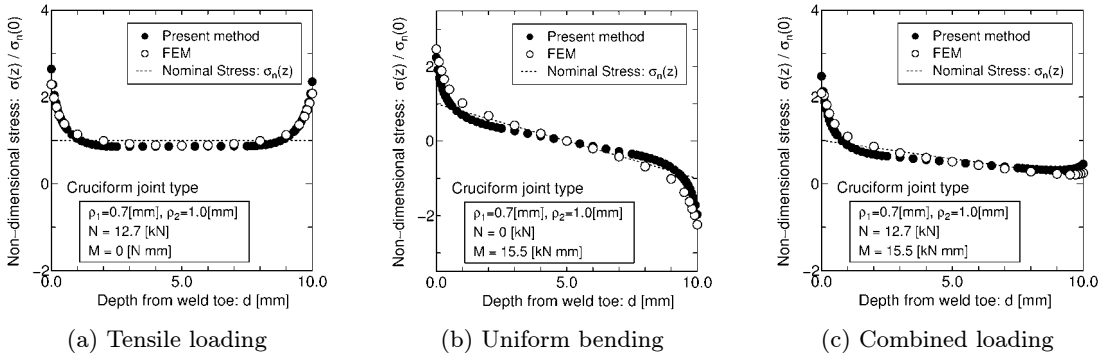 Non-dimensional stress: σ(z) / σn(0)
4
2
0
−2
Present method
FEM
Nominal Stress: σn(z)
Cruciform joint type
ρ1=0.7[mm], ρ2=1.0[mm]
N = 12.7 [kN]
M = 0 [N mm]
0.0 5.0 10.0
Depth from weld toe: d [mm]
(a) Tensile loading
Non-dimensional stress: σ(z) / σn(0)
2
0
−2
Present method
FEM
Nominal Stress: σn(z)
Cruciform joint type
ρ1=0.7[mm], ρ2=1.0[mm]
N = 0 [kN]
M = 15.5 [kN mm]
0.0 5.0 10.0
Depth from weld toe: d [mm]
(b) Uniform bending
Non-dimensional stress: σ(z) / σn(0)
4
2
0
−2
Present method
FEM
Nominal Stress: σn(z)
Cruciform joint type
ρ1=0.7[mm], ρ2=1.0[mm]
N = 12.7 [kN]
M = 15.5 [kN mm]
0.0 5.0 10.0
Depth from weld toe: d [mm]
(c) Combined loading